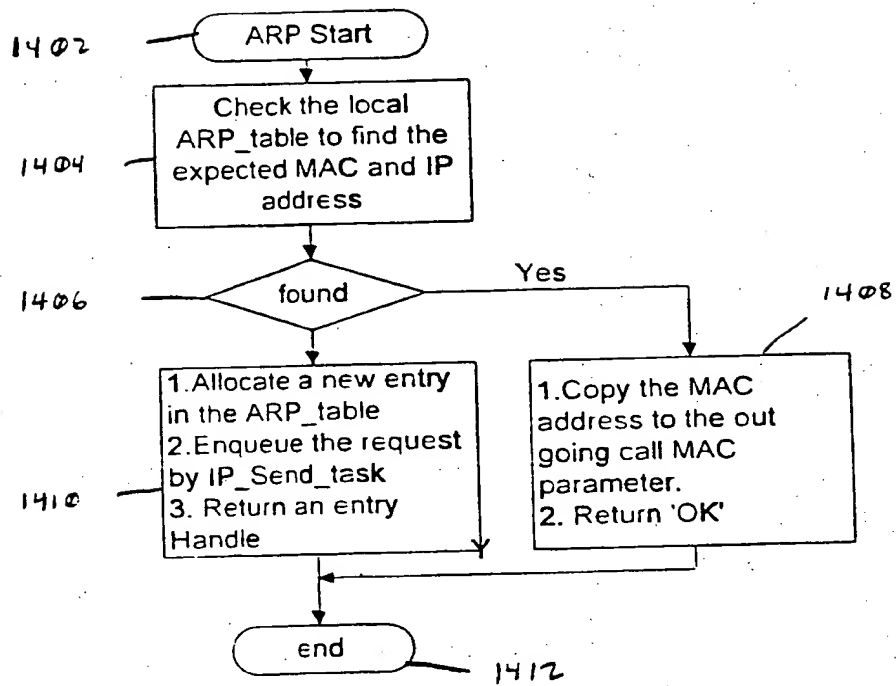 1402
ARP Start
Check the local
ARP_table to find the
expected MAC and IP
address
1404
found
Yes
1406
1408
1.Allocate a new entry
in the ARP_table
2.Enqueue the request
by IP_Send_task
3. Return an entry
Handle
1410
1.Copy the MAC
address to the out
going call MAC
parameter.
2. Return 'OK'
end
1412